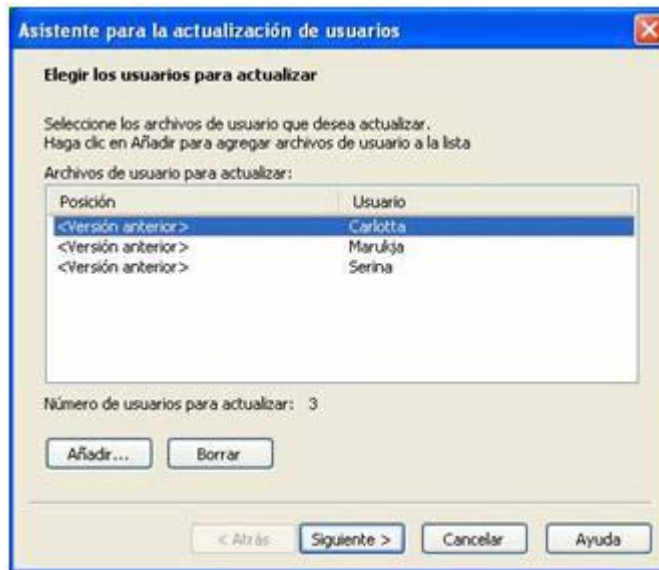 Asistente para la actualización de usuarios
Elegir los usuarios para actualizar
Seleccione los archivos de usuario que desea actualizar.
Haga clic en Añadir para agregar archivos de usuario a la lista
Archivos de usuario para actualizar:
Posición Usuario
<Versión anterior> Carlotta
<Versión anterior> Marukja
<Versión anterior> Serina
Número de usuarios para actualizar: 3
Añadir... Borrar
< Atrás Siguiente > Cancelar Ayuda